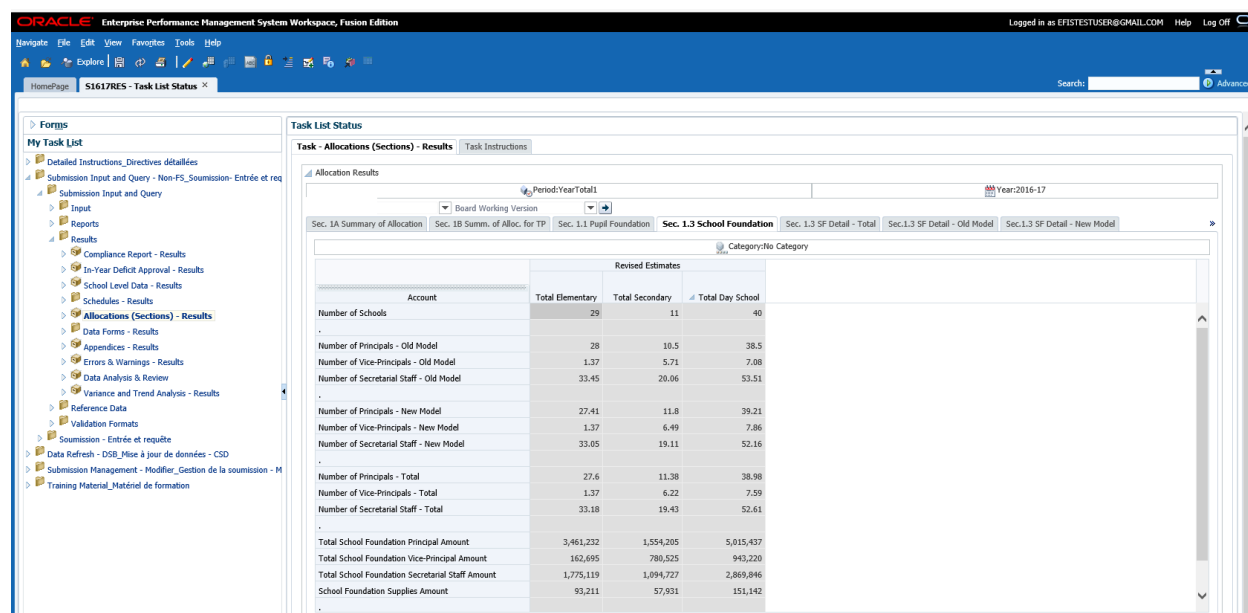 ORACLE Enterprise Performance Management System Workspace, Fusion Edition
Logged in as EFISTESTUSER@GMAIL.COM Help Log Off
Navigate File Edit View Favorites Tools Help
Explore
HomePage S1617RES - Task List Status × Search: Advanced
Forms
My Task List
Detailed Instructions_Directives détaillées
Submission Input and Query - Non-FS_Soumission- Entrée et req
Submission Input and Query
Input
Reports
Results
Compliance Report - Results
In-Year Deficit Approval - Results
School Level Data - Results
Schedules - Results
Allocations (Sections) - Results
Data Forms - Results
Appendices - Results
Errors & Warnings - Results
Data Analysis & Review
Variance and Trend Analysis - Results
Reference Data
Validation Formats
Soumission - Entrée et requête
Data Refresh - DSB_Mise à jour de données - CSD
Submission Management - Modifier_Gestion de la soumission - M
Training Material_Matériel de formation
Task List Status
Task - Allocations (Sections) - Results Task Instructions
Allocation Results
Period:YearTotal1 Year:2016-17
Board Working Version
Sec. 1A Summary of Allocation Sec. 1B Summ. of Alloc. for TP Sec. 1.1 Pupil Foundation Sec. 1.3 School Foundation Sec. 1.3 SF Detail - Total Sec.1.3 SF Detail - Old Model Sec.1.3 SF Detail - New Model »
Category:No Category
Revised Estimates
Account Total Elementary Total Secondary Total Day School
Number of Schools 29 11 40
.
Number of Principals - Old Model 28 10.5 38.5
Number of Vice-Principals - Old Model 1.37 5.71 7.08
Number of Secretarial Staff - Old Model 33.45 20.06 53.51
.
Number of Principals - New Model 27.41 11.8 39.21
Number of Vice-Principals - New Model 1.37 6.49 7.86
Number of Secretarial Staff - New Model 33.05 19.11 52.16
.
Number of Principals - Total 27.6 11.38 38.98
Number of Vice-Principals - Total 1.37 6.22 7.59
Number of Secretarial Staff - Total 33.18 19.43 52.61
.
Total School Foundation Principal Amount 3,461,232 1,554,205 5,015,437
Total School Foundation Vice-Principal Amount 162,695 780,525 943,220
Total School Foundation Secretarial Staff Amount 1,775,119 1,094,727 2,869,846
School Foundation Supplies Amount 93,211 57,931 151,142
.